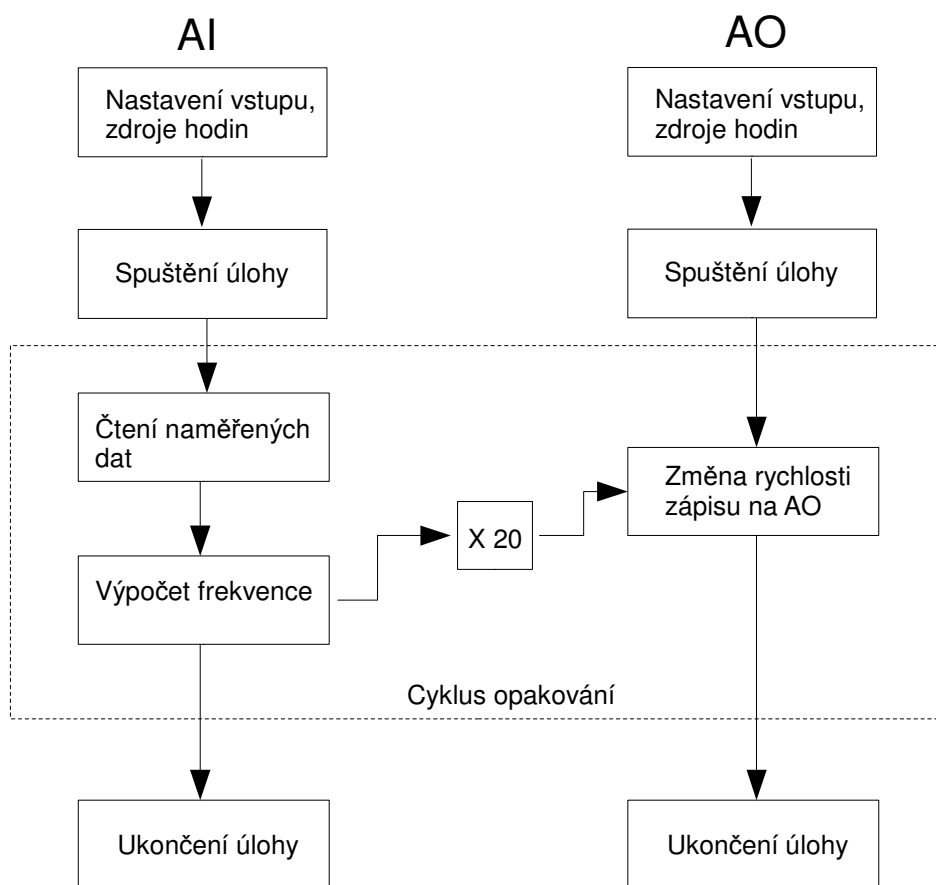 AI
AO
Nastavení vstupu,
zdroje hodin
Nastavení vstupu,
zdroje hodin
Spuštění úlohy
Spuštění úlohy
Čtení naměřených
dat
Změna rychlosti
zápisu na AO
X 20
Výpočet frekvence
Cyklus opakování
Ukončení úlohy
Ukončení úlohy